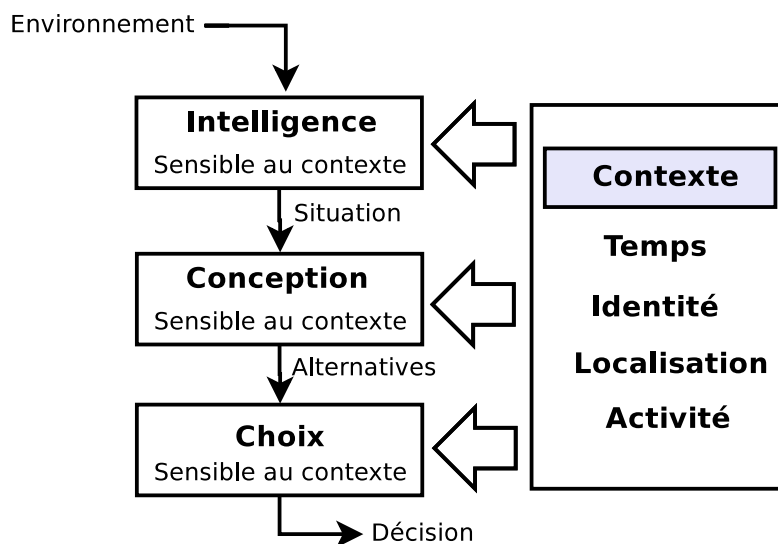 Environnement
Intelligence
Sensible au contexte
Situation
Conception
Sensible au contexte
Alternatives
Choix
Sensible au contexte
Décision
Contexte
Temps
Identité
Localisation
Activité